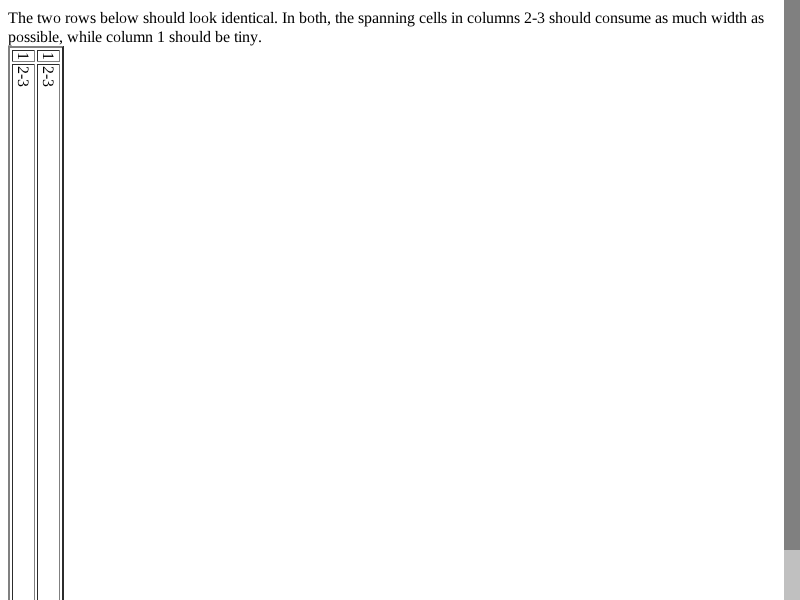 The two rows below should look identical. In both, the spanning cells in columns 2-3 should consume as much width as
possible, while column 1 should be tiny.
1 2-3
1 2-3